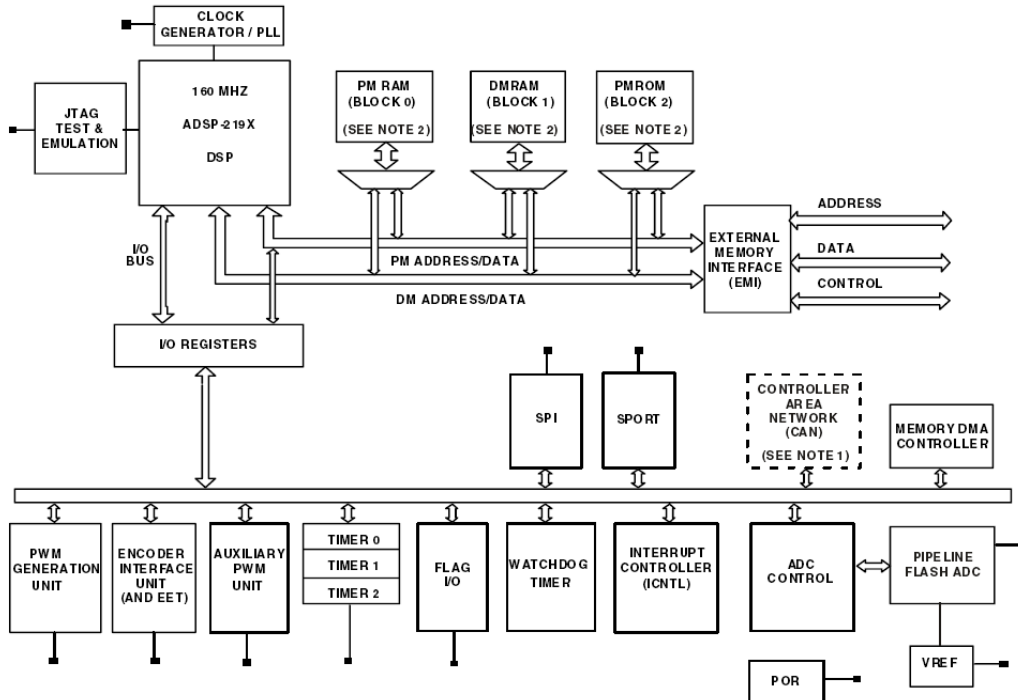 CLOCK
GENERATOR / PLL
160 MHZ
ADSP-219X
DSP
JTAG
TEST &
EMULATION
PM RAM
(BLOCK 0)
(SEE NOTE 2)
DMRAM
(BLOCK 1)
(SEE NOTE 2)
PMROM
(BLOCK 2)
(SEE NOTE 2)
I/O
BUS
PM ADDRESS/DATA
DM ADDRESS/DATA
EXTERNAL
MEMORY
INTERFACE
(EMI)
ADDRESS
DATA
CONTROL
I/O REGISTERS
SPI
SPORT
CONTROLLER
AREA
NETWORK
(CAN)
(SEE NOTE 1)
MEMORY DMA
CONTROLLER
PWM
GENERATION
UNIT
ENCODER
INTERFACE
UNIT
(AND EET)
AUXILIARY
PWM UNIT
TIMER 0
TIMER 1
TIMER 2
FLAG
I/O
WATCHDOG
TIMER
INTERRUPT
CONTROLLER
(ICNTL)
ADC
CONTROL
PIPELINE
FLASH ADC
VREF
POR